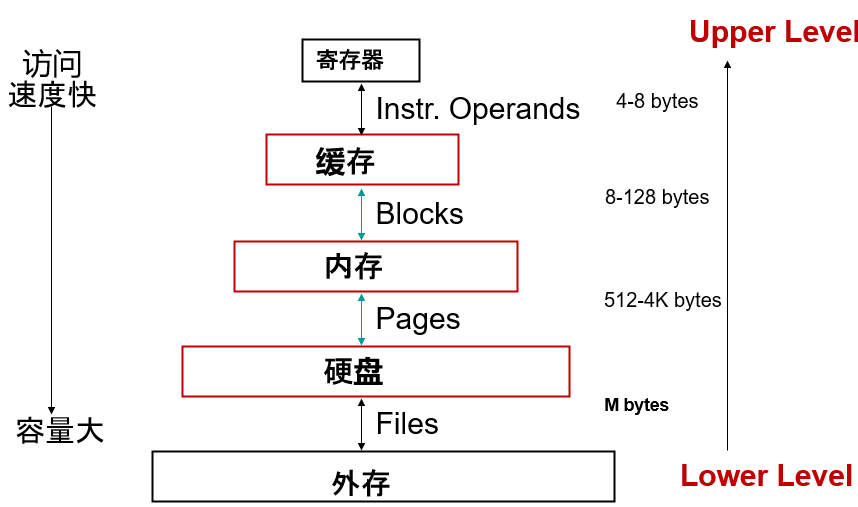 Upper Level
访问
速度快
寄存器
Instr. Operands
4-8 bytes
缓存
Blocks
8-128 bytes
内存
Pages
512-4K bytes
硬盘
Files
M bytes
容量大
外存
Lower Level